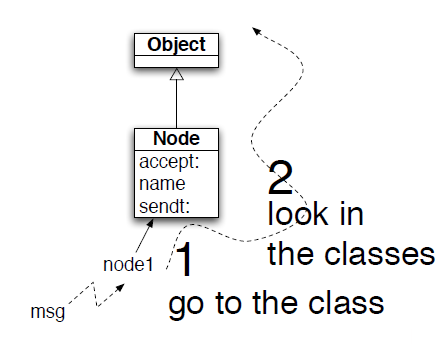 Object
Node
accept:
name
sendt:
2
look in
the classes
node1
1
go to the class
msg